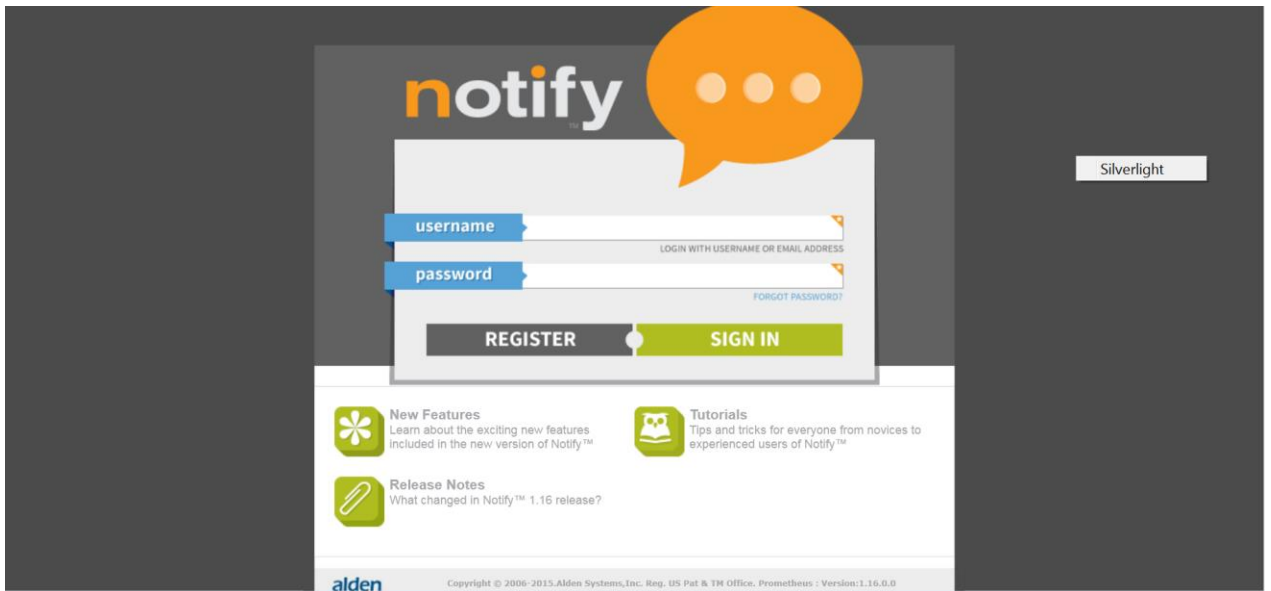 notify
TM
Silverlight
username
LOGIN WITH USERNAME OR EMAIL ADDRESS
password
FORGOT PASSWORD?
REGISTER
SIGN IN
New Features
Learn about the exciting new features
included in the new version of Notify™
Tutorials
Tips and tricks for everyone from novices to
experienced users of Notify™
Release Notes
What changed in Notify™ 1.16 release?
alden
Copyright © 2006-2015.Alden Systems,Inc. Reg. US Pat & TM Office. Prometheus : Version:1.16.0.0